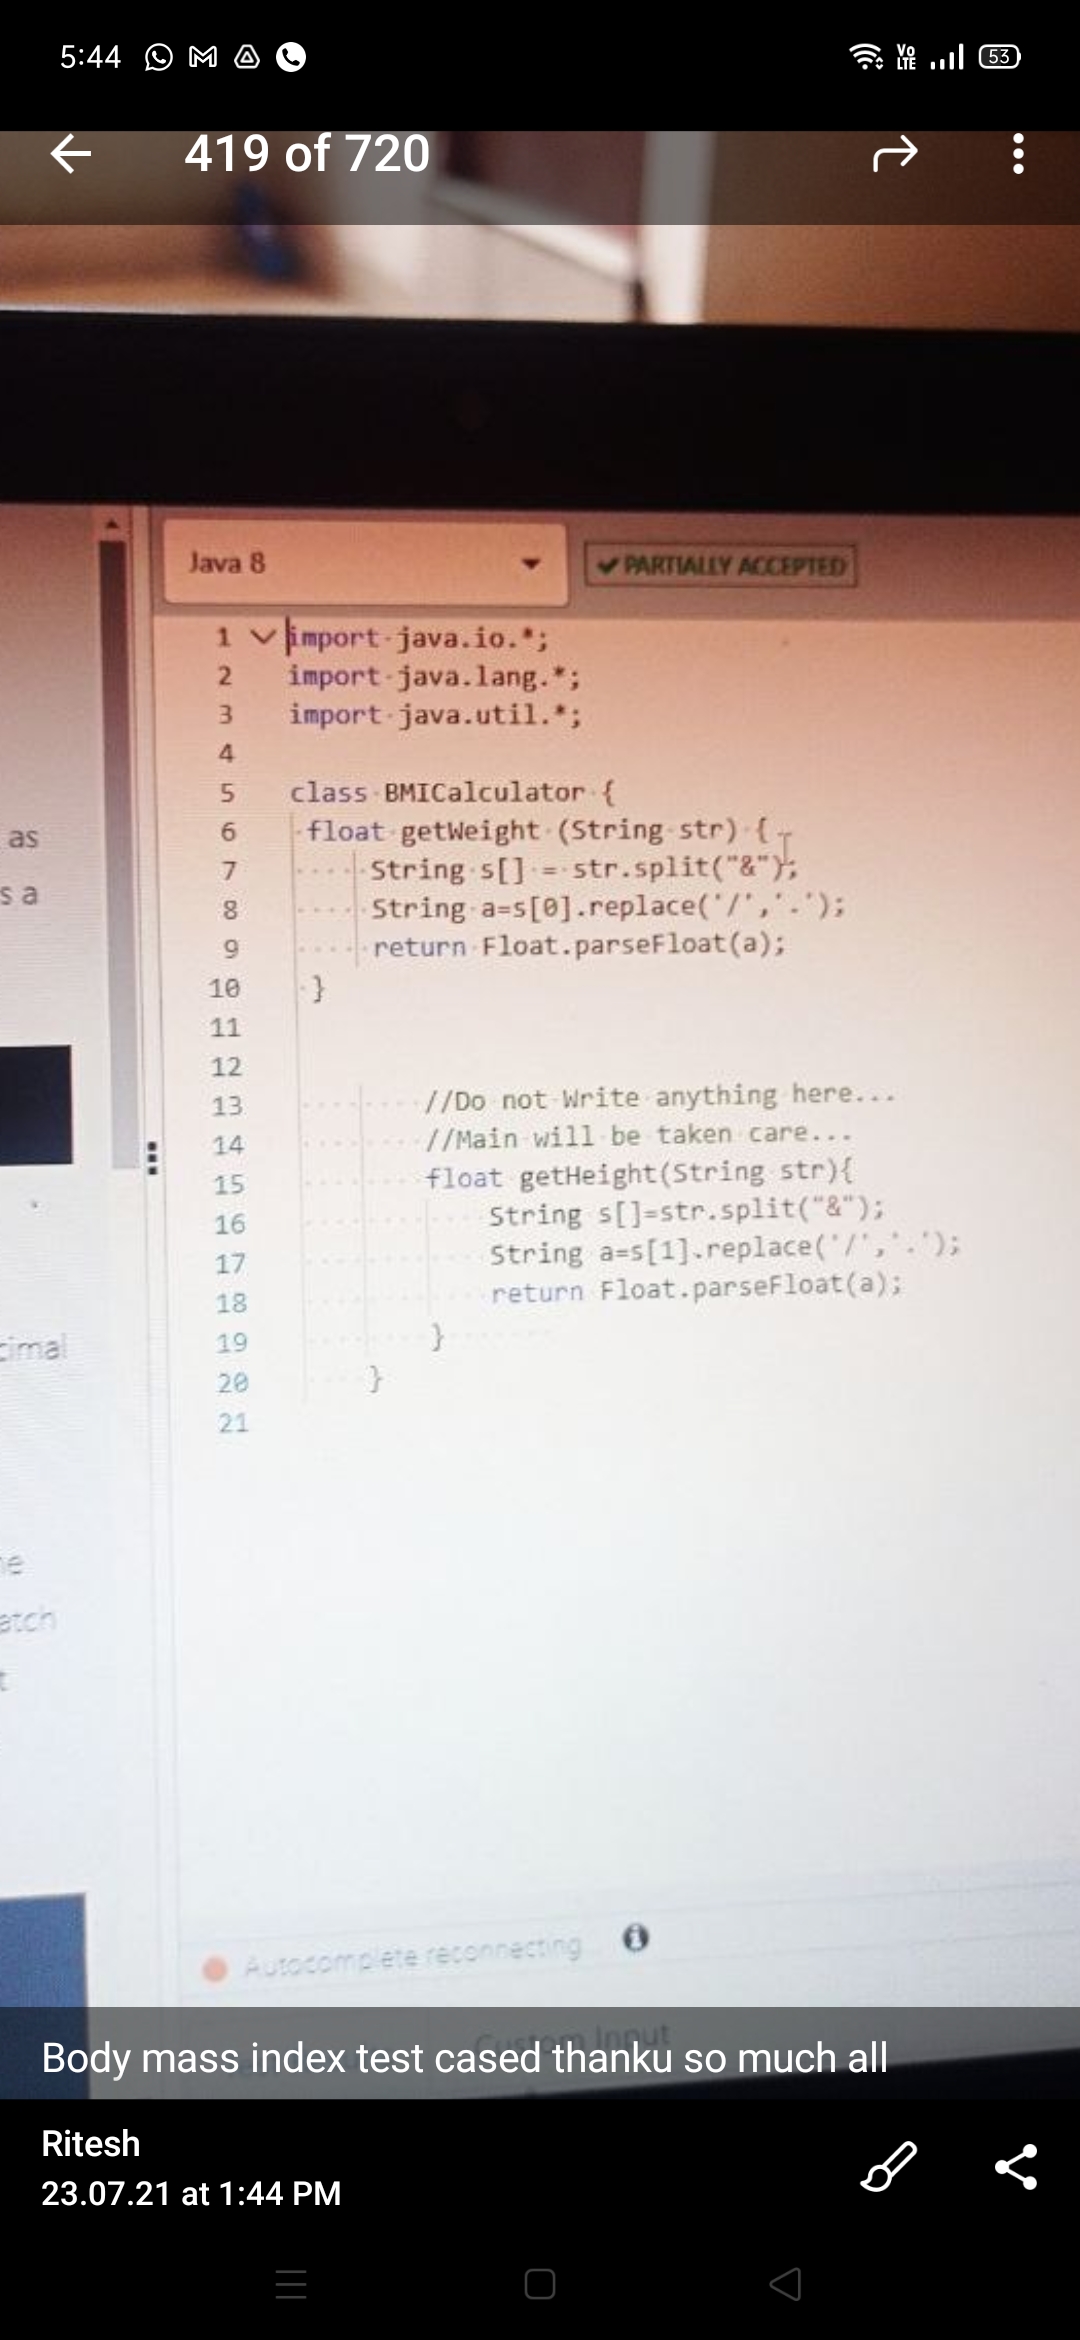 5:44
Vo LTE
53
419 of 720
Java 8
PARTIALLY ACCEPTED
1 import java.io.*;
2 import java.lang.*;
3 import java.util.*;
4
5 class BMICalculator {
6 float getWeight (String str) {
as
7 String s[] = str.split("&");
s a
8 String a=s[0].replace('/','.');
9 return Float.parseFloat(a);
10 }
11
12
13 //Do not Write anything here...
14 //Main will be taken care...
15 float getHeight(String str){
16 String s[]=str.split("&");
17 String a=s[1].replace('/','.');
18 return Float.parseFloat(a);
19 }
cimal
20 }
21
Autocomplete reconnecting
Custom Input
Body mass index test cased thanku so much all
Ritesh
23.07.21 at 1:44 PM